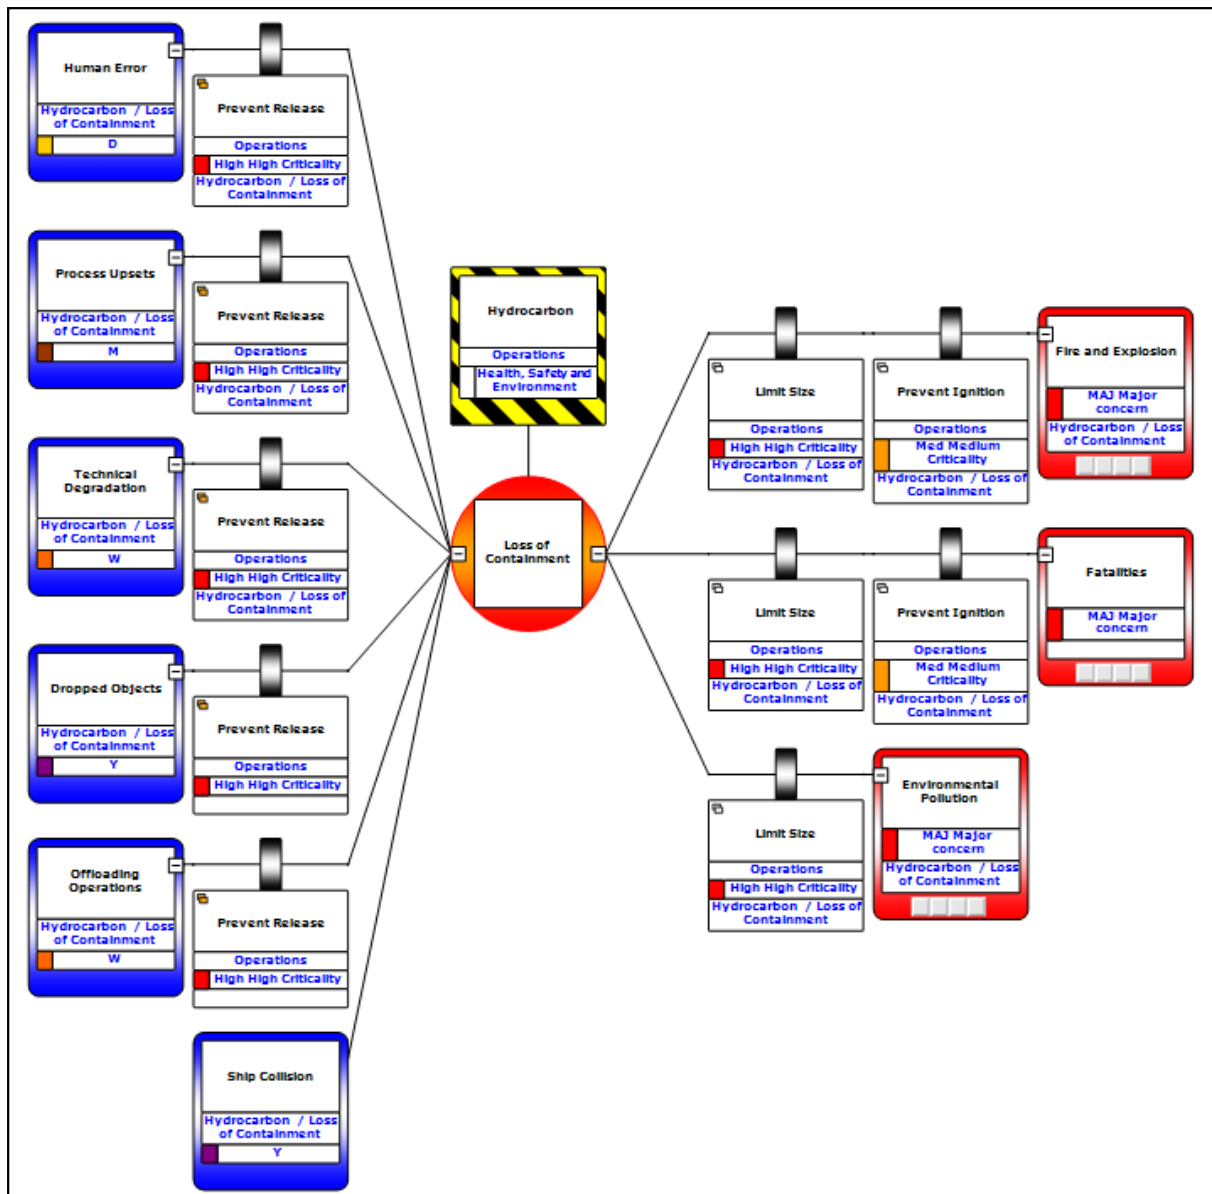 Human Error
Hydrocarbon / Loss
of Containment
D
Prevent Release
Operations
High High Criticality
Hydrocarbon / Loss of
Containment
Process Upsets
Hydrocarbon / Loss
of Containment
M
Prevent Release
Operations
High High Criticality
Hydrocarbon / Loss of
Containment
Technical
Degradation
Hydrocarbon / Loss
of Containment
W
Prevent Release
Operations
High High Criticality
Hydrocarbon / Loss of
Containment
Dropped Objects
Hydrocarbon / Loss
of Containment
Y
Prevent Release
Operations
High High Criticality
Offloading
Operations
Hydrocarbon / Loss
of Containment
W
Prevent Release
Operations
High High Criticality
Ship Collision
Hydrocarbon / Loss
of Containment
Y
Hydrocarbon
Operations
Health, Safety and
Environment
Loss of
Containment
Limit Size
Operations
High High Criticality
Hydrocarbon / Loss of
Containment
Prevent Ignition
Operations
Med Medium
Criticality
Hydrocarbon / Loss of
Containment
Fire and Explosion
MAJ Major
concern
Hydrocarbon / Loss
of Containment
Limit Size
Operations
High High Criticality
Hydrocarbon / Loss of
Containment
Prevent Ignition
Operations
Med Medium
Criticality
Hydrocarbon / Loss of
Containment
Fatalities
MAJ Major
concern
Limit Size
Operations
High High Criticality
Hydrocarbon / Loss of
Containment
Environmental
Pollution
MAJ Major
concern
Hydrocarbon / Loss
of Containment